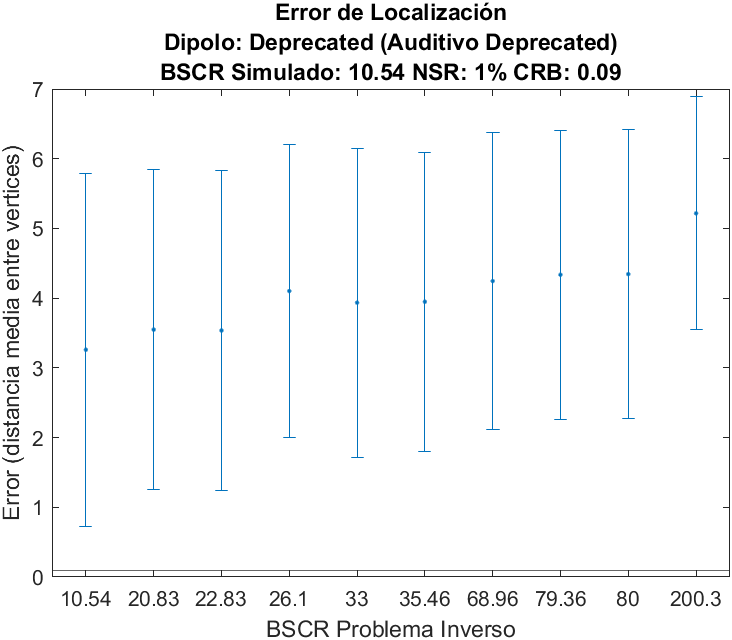 Error de Localización
Dipolo: Deprecated (Auditivo Deprecated)
BSCR Simulado: 10.54 NSR: 1% CRB: 0.09
Error (distancia media entre vertices)
7
6
5
4
3
2
1
0
10.54 20.83 22.83 26.1 33 35.46 68.96 79.36 80 200.3
BSCR Problema Inverso